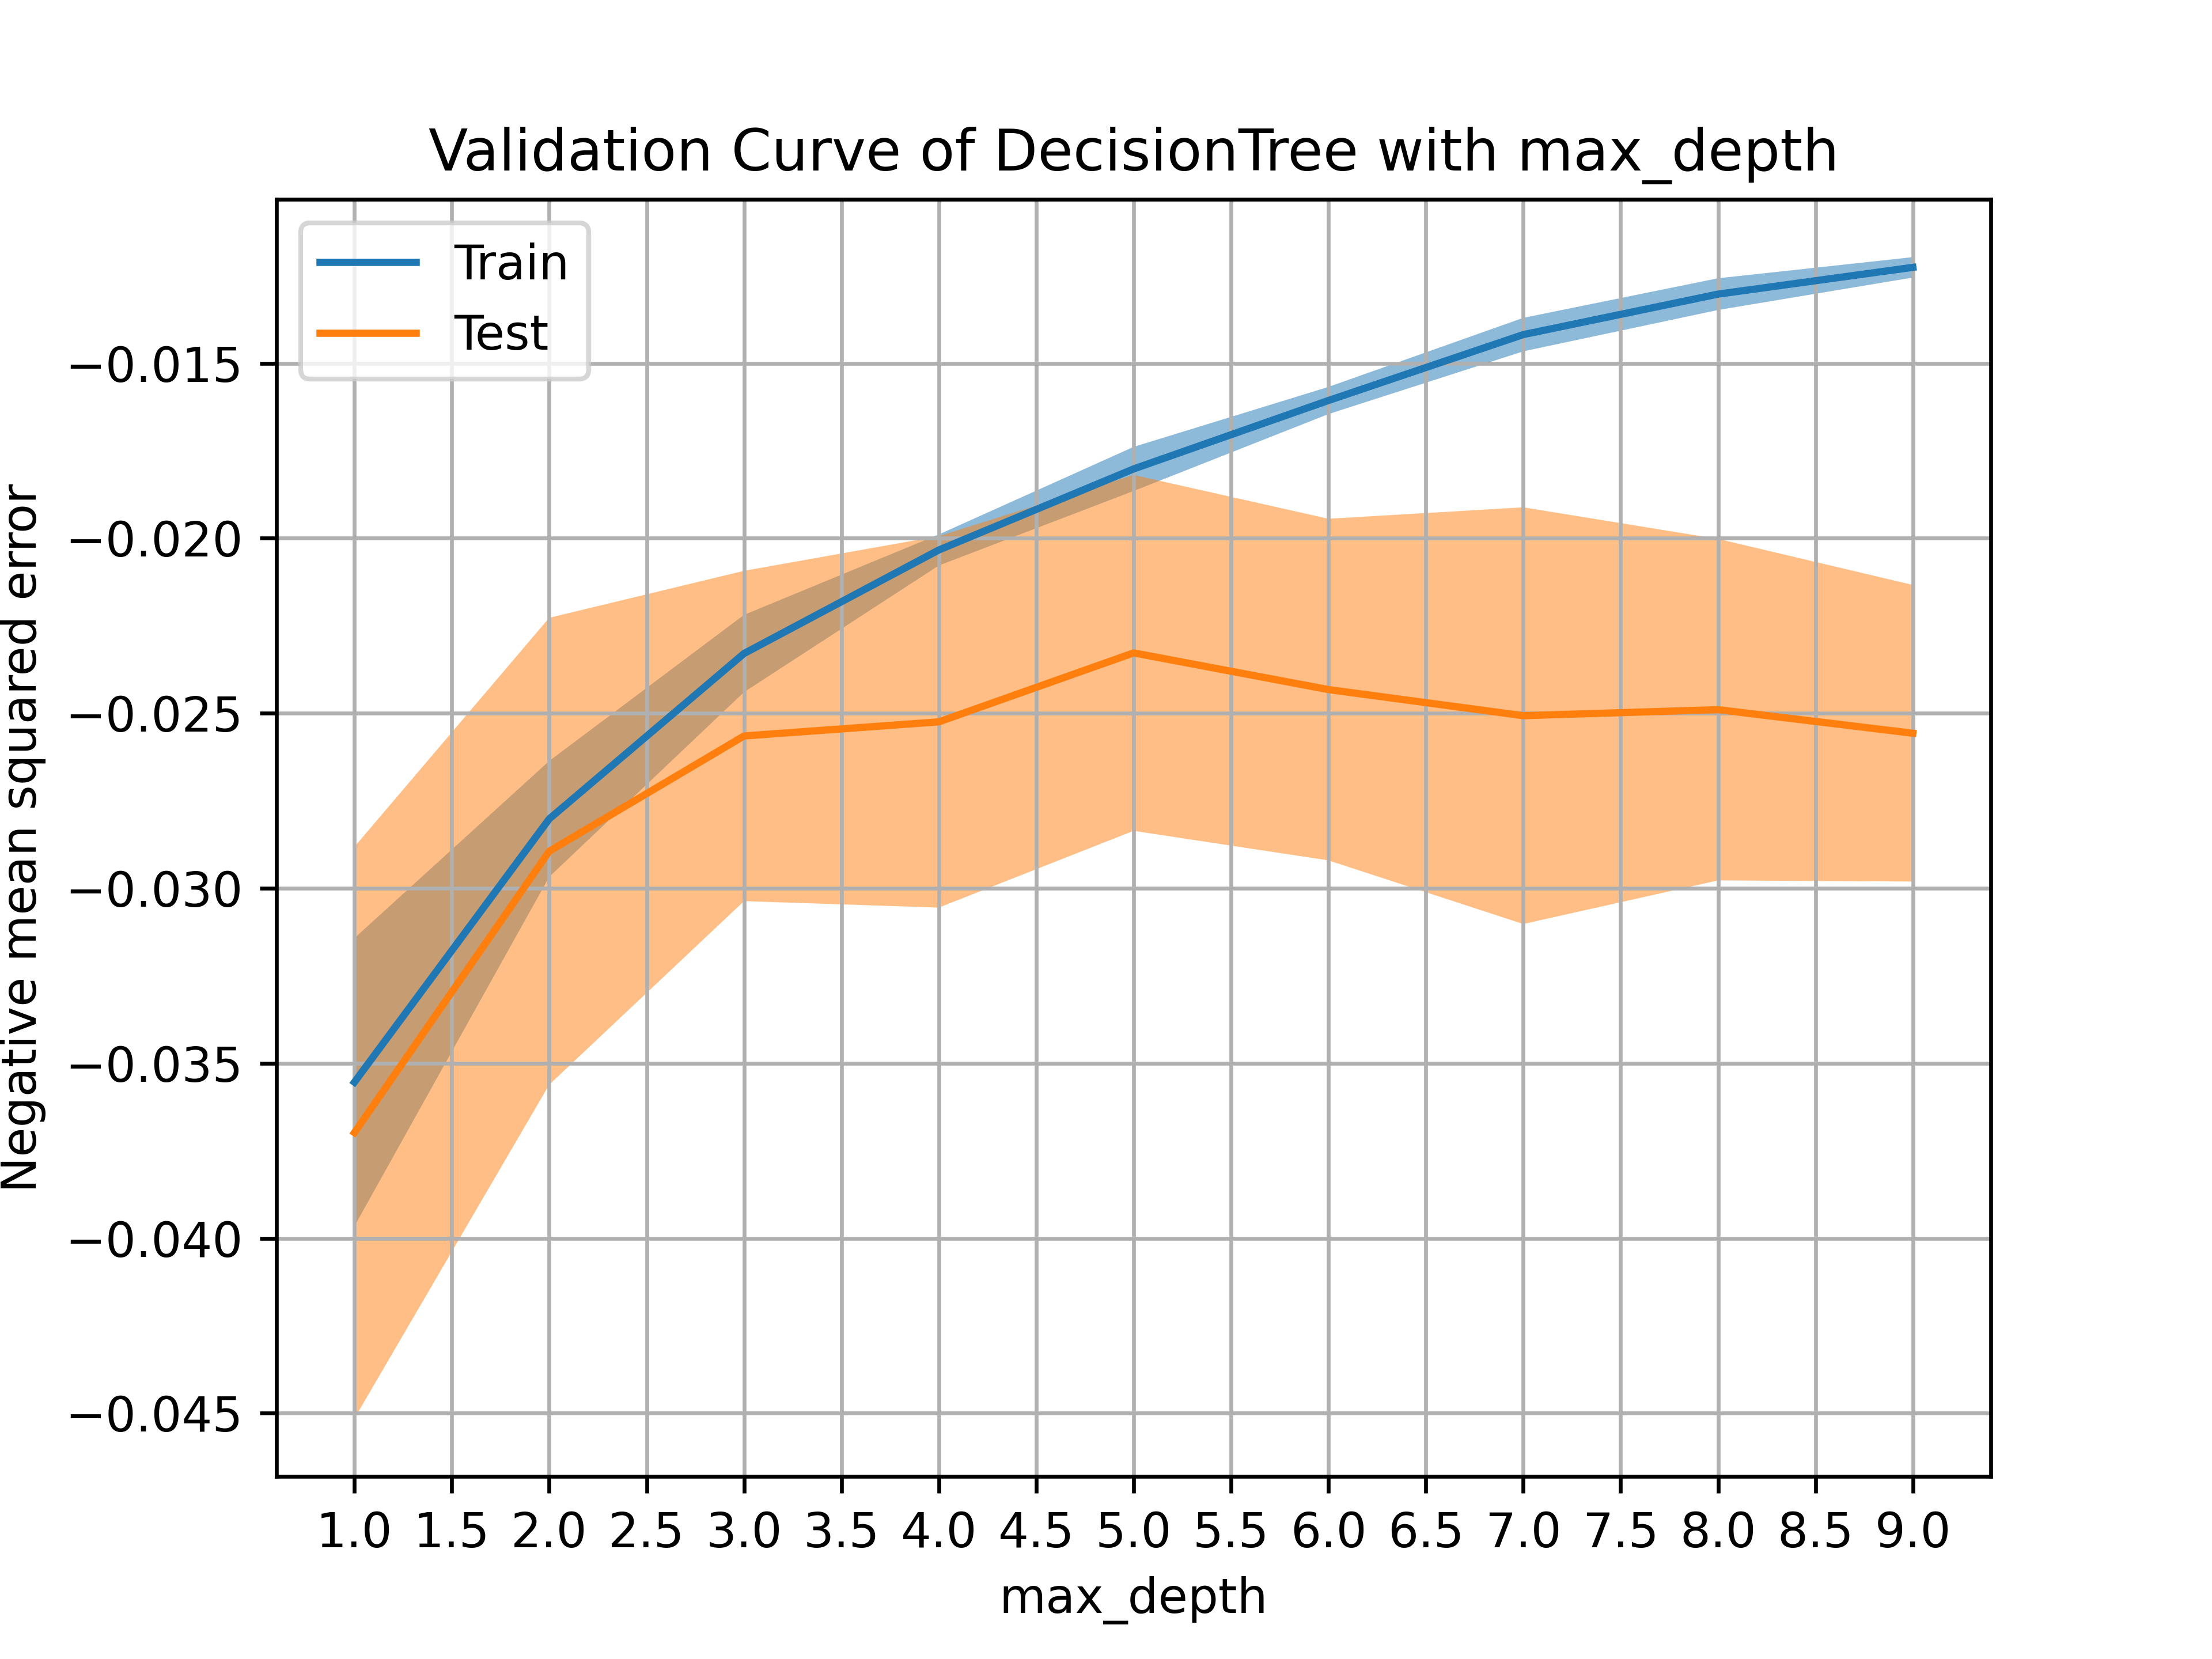 Validation Curve of DecisionTree with max_depth
Train
Test
−0.015
−0.020
−0.025
−0.030
−0.035
−0.040
−0.045
Negative mean squared error
1.0 1.5 2.0 2.5 3.0 3.5 4.0 4.5 5.0 5.5 6.0 6.5 7.0 7.5 8.0 8.5 9.0
max_depth